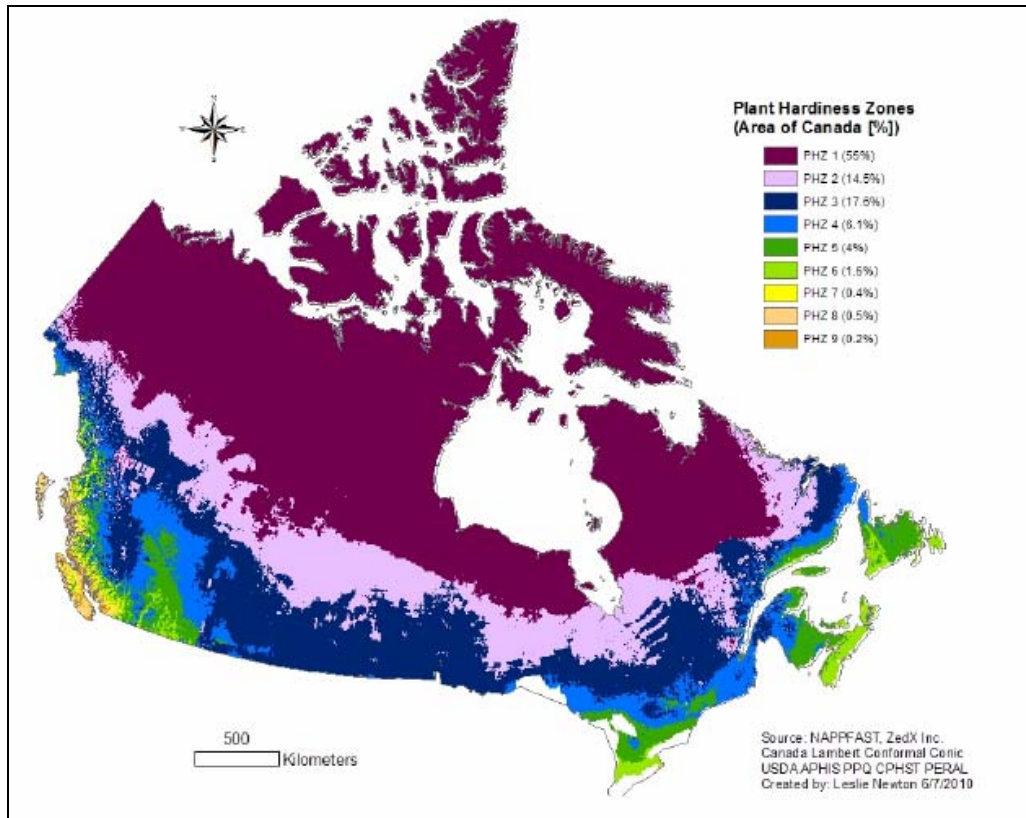 Plant Hardiness Zones
(Area of Canada [%])
PHZ 1 (55%)
PHZ 2 (14.5%)
PHZ 3 (17.6%)
PHZ 4 (6.1%)
PHZ 5 (4%)
PHZ 6 (1.6%)
PHZ 7 (0.4%)
PHZ 8 (0.5%)
PHZ 9 (0.2%)
500
Kilometers
Source: NAPPFAST, ZedX Inc.
Canada Lambert Conformal Conic
USDA APHIS PPQ CPHST PERAL
Created by: Leslie Newton 6/7/2010